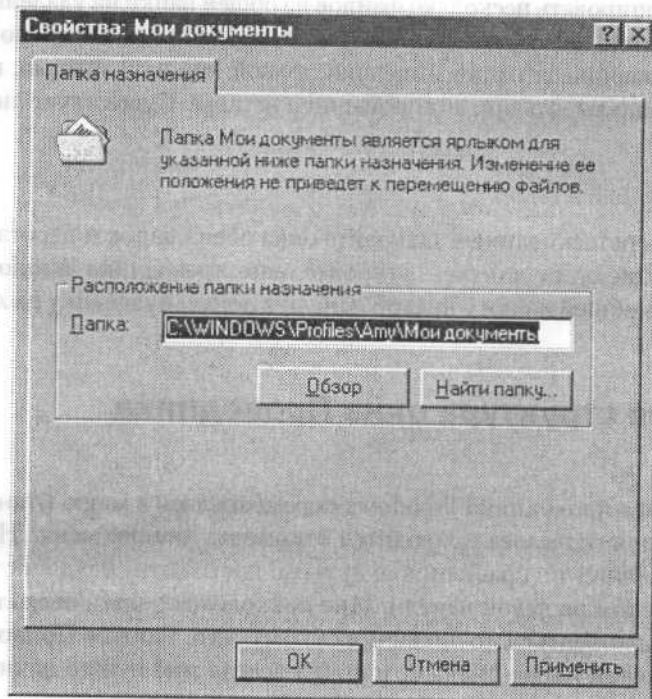 Свойства: Мои документы
Папка назначения
Папка Мои документы является ярлыком для
указанной ниже папки назначения. Изменение ее
положения не приведет к перемещению файлов.
Расположение папки назначения
Папка:
C:\WINDOWS\Profiles\Amy\Мои документы
Обзор
Найти папку...
OK
Отмена
Применить